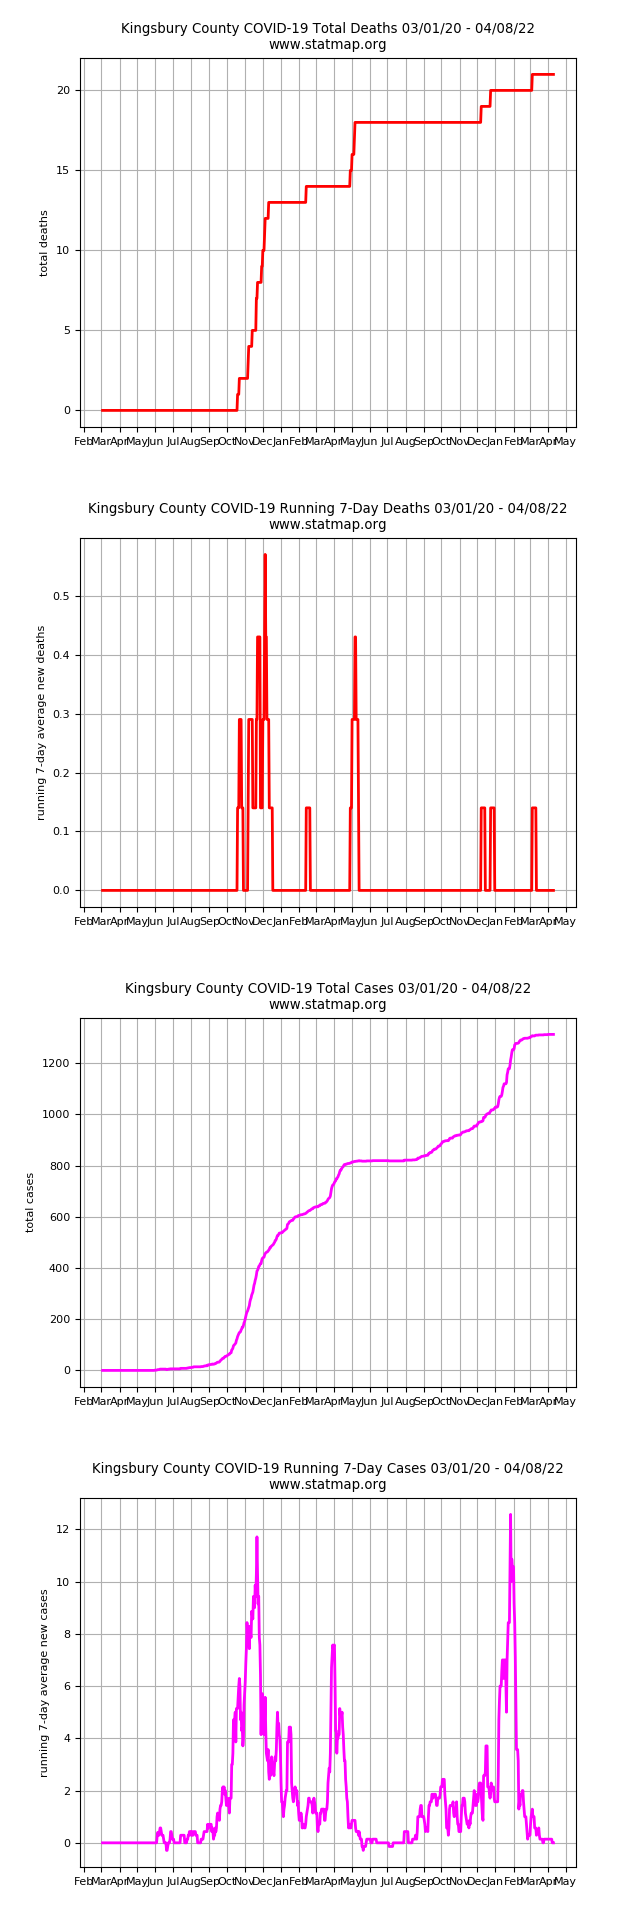 Kingsbury County COVID-19 Total Deaths 03/01/20 - 04/08/22
www.statmap.org
total deaths
20
15
10
5
0
Feb Mar Apr May Jun Jul Aug Sep Oct Nov Dec Jan Feb Mar Apr May Jun Jul Aug Sep Oct Nov Dec Jan Feb Mar Apr May
Kingsbury County COVID-19 Running 7-Day Deaths 03/01/20 - 04/08/22
www.statmap.org
running 7-day average new deaths
0.5
0.4
0.3
0.2
0.1
0.0
Feb Mar Apr May Jun Jul Aug Sep Oct Nov Dec Jan Feb Mar Apr May Jun Jul Aug Sep Oct Nov Dec Jan Feb Mar Apr May
Kingsbury County COVID-19 Total Cases 03/01/20 - 04/08/22
www.statmap.org
total cases
1200
1000
800
600
400
200
0
Feb Mar Apr May Jun Jul Aug Sep Oct Nov Dec Jan Feb Mar Apr May Jun Jul Aug Sep Oct Nov Dec Jan Feb Mar Apr May
Kingsbury County COVID-19 Running 7-Day Cases 03/01/20 - 04/08/22
www.statmap.org
running 7-day average new cases
12
10
8
6
4
2
0
Feb Mar Apr May Jun Jul Aug Sep Oct Nov Dec Jan Feb Mar Apr May Jun Jul Aug Sep Oct Nov Dec Jan Feb Mar Apr May